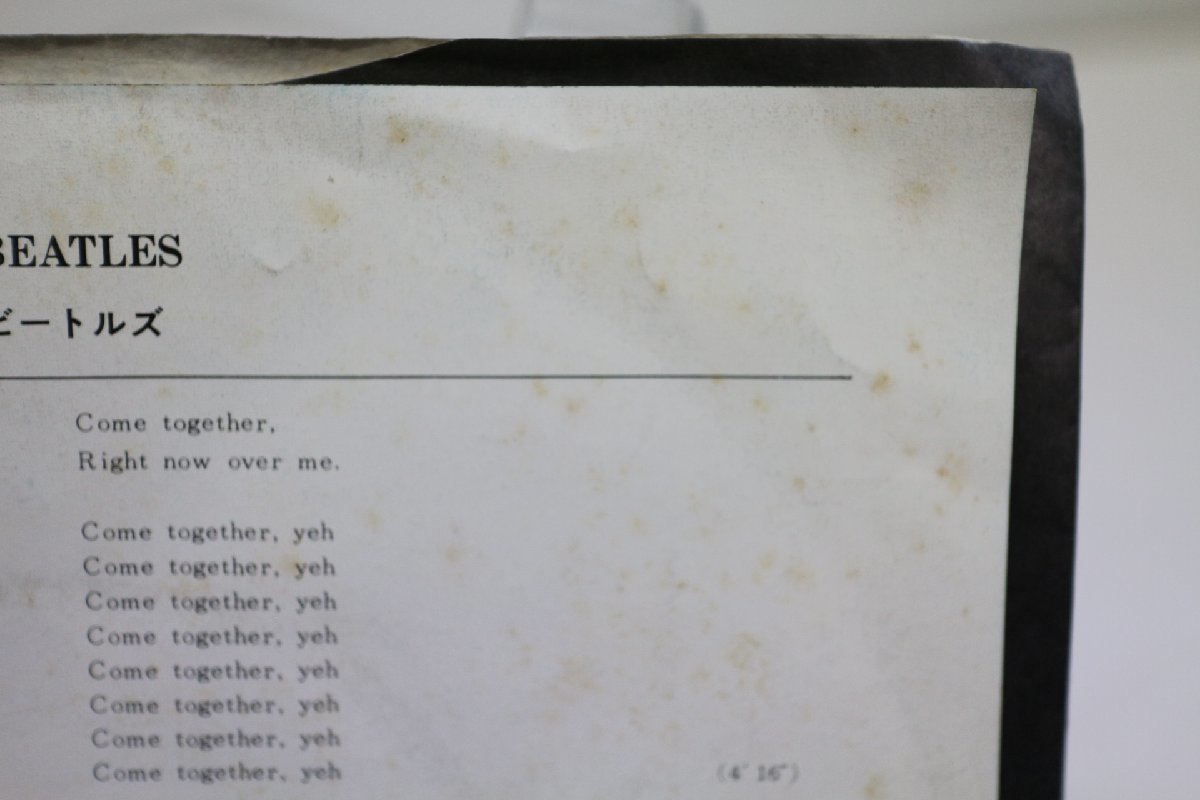 BEATLES
ビートルズ
Come together,
Right now over me.
Come together, yeh
Come together, yeh
Come together, yeh
Come together, yeh
Come together, yeh
Come together, yeh
Come together, yeh
Come together, yeh
(4′16″)